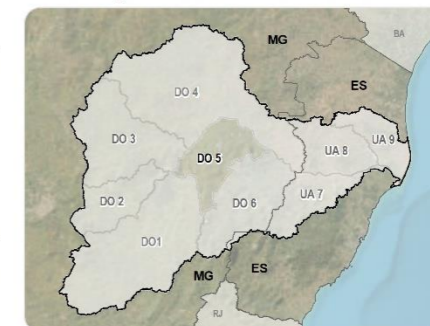 MG
BA
ES
DO 4
DO 3
DO 5
UA 8
UA 9
DO 2
DO 6
UA 7
DO1
MG
ES
RJ